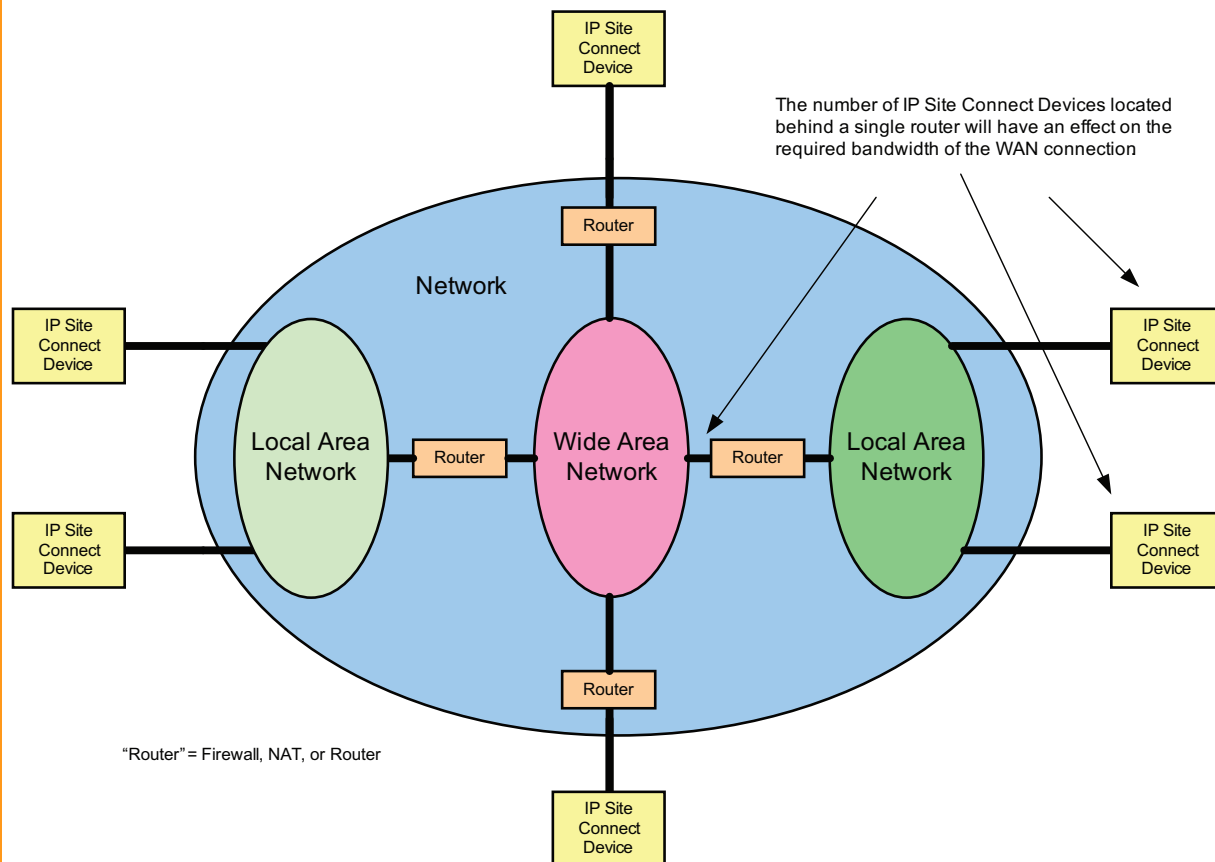 IP Site
Connect
Device
The number of IP Site Connect Devices located
behind a single router will have an effect on the
required bandwidth of the WAN connection
Router
Network
IP Site
Connect
Device
IP Site
Connect
Device
Local Area
Network
Router
Wide Area
Network
Router
Local Area
Network
IP Site
Connect
Device
IP Site
Connect
Device
Router
"Router" = Firewall, NAT, or Router
IP Site
Connect
Device